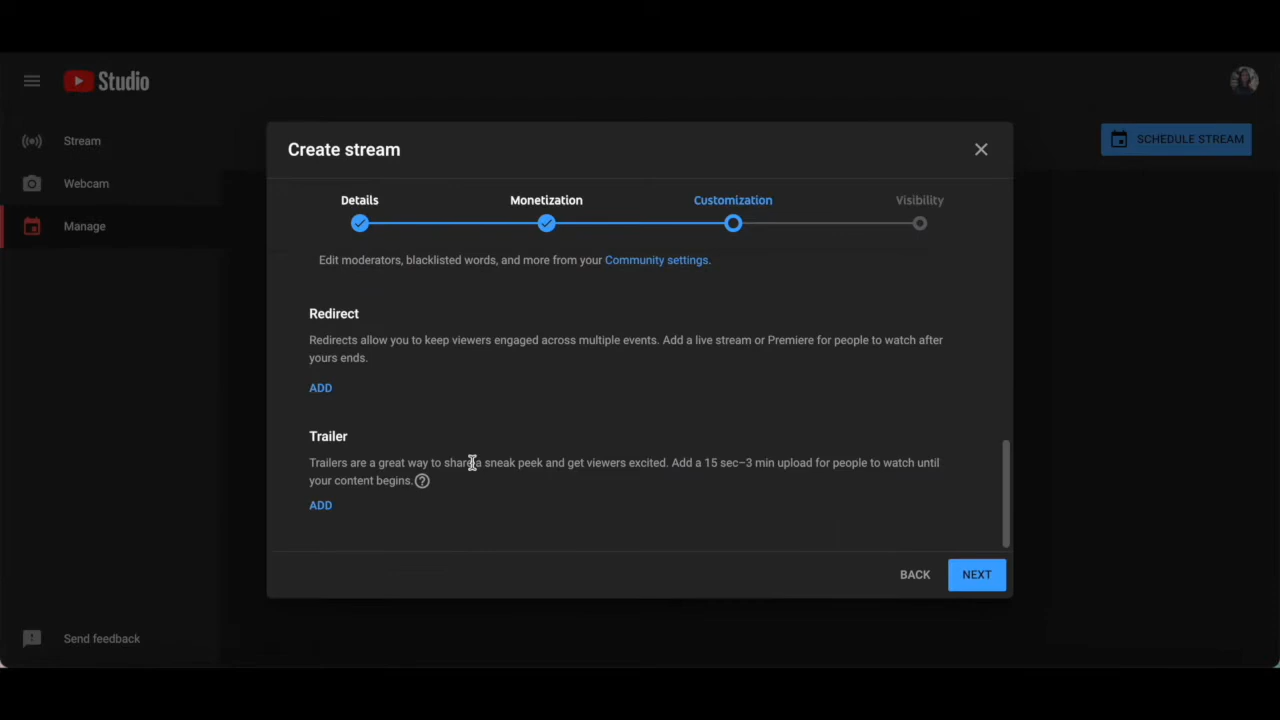 Studio
Stream
Webcam
Manage
Send feedback
SCHEDULE STREAM
Create stream
Details
Monetization
Customization
Visibility
Edit moderators, blacklisted words, and more from your Community settings.
Redirect
Redirects allow you to keep viewers engaged across multiple events. Add a live stream or Premiere for people to watch after
yours ends.
ADD
Trailer
Trailers are a great way to share a sneak peek and get viewers excited. Add a 15 sec–3 min upload for people to watch until
your content begins.
ADD
BACK
NEXT